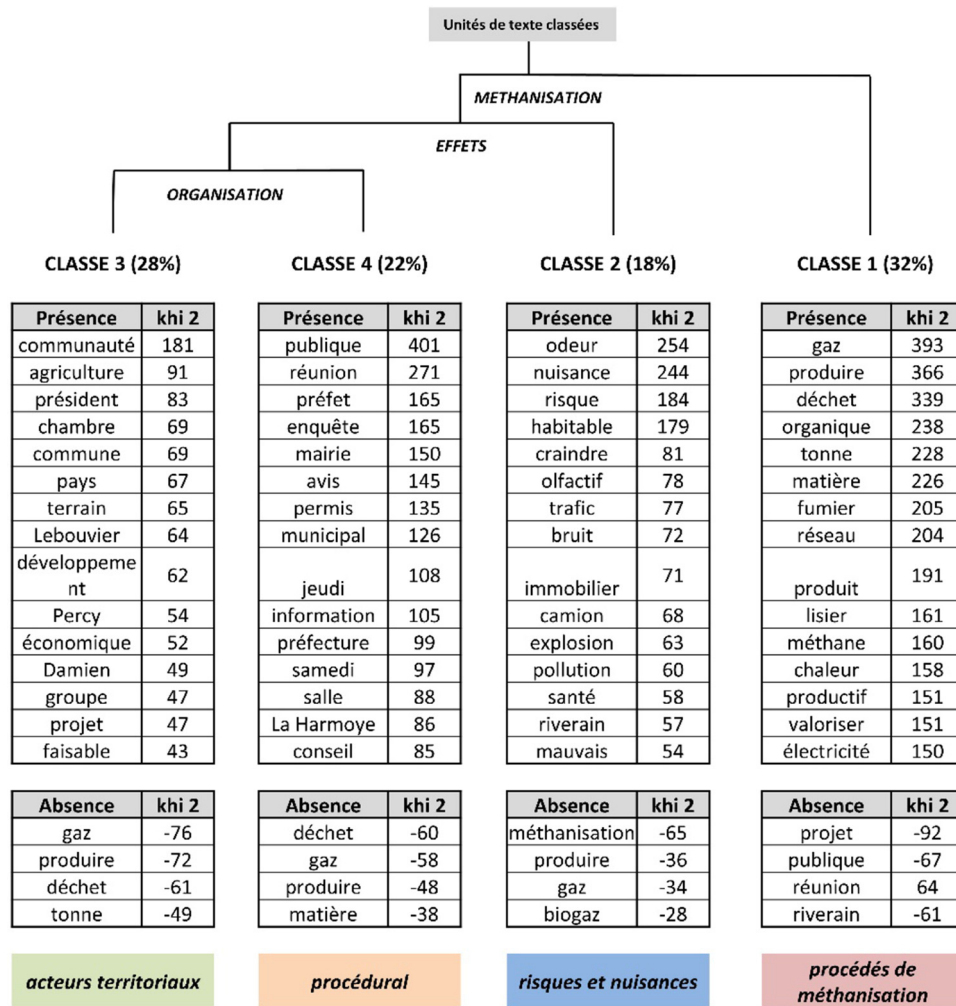 Unités de texte classées
METHANISATION
EFFETS
ORGANISATION
CLASSE 3 (28%)
Présence khi 2
communauté 181
agriculture 91
président 83
chambre 69
commune 69
pays 67
terrain 65
Lebouvier 64
développeme
nt 62
Percy 54
économique 52
Damien 49
groupe 47
projet 47
faisable 43
Absence khi 2
gaz -76
produire -72
déchet -61
tonne -49
acteurs territoriaux
CLASSE 4 (22%)
Présence khi 2
publique 401
réunion 271
préfet 165
enquête 165
mairie 150
avis 145
permis 135
municipal 126
jeudi 108
information 105
préfecture 99
samedi 97
salle 88
La Harmoye 86
conseil 85
Absence khi 2
déchet -60
gaz -58
produire -48
matière -38
procédural
CLASSE 2 (18%)
Présence khi 2
odeur 254
nuisance 244
risque 184
habitable 179
craindre 81
olfactif 78
trafic 77
bruit 72
immobilier 71
camion 68
explosion 63
pollution 60
santé 58
riverain 57
mauvais 54
Absence khi 2
méthanisation -65
produire -36
gaz -34
biogaz -28
risques et nuisances
CLASSE 1 (32%)
Présence khi 2
gaz 393
produire 366
déchet 339
organique 238
tonne 228
matière 226
fumier 205
réseau 204
produit 191
lisier 161
méthane 160
chaleur 158
productif 151
valoriser 151
électricité 150
Absence khi 2
projet -92
publique -67
réunion 64
riverain -61
procédés de
méthanisation